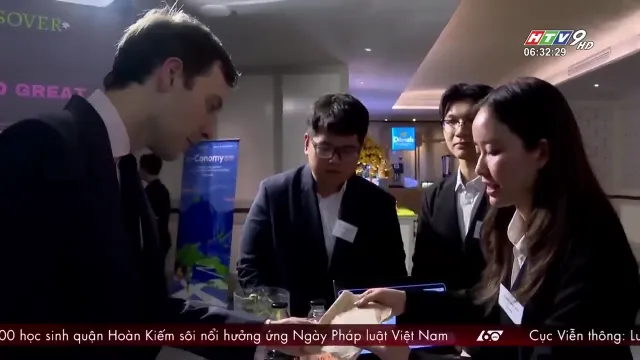 SOVER
O GREAT
HTV9 HD
06:32:29
Conomy
00 học sinh quận Hoàn Kiếm sôi nổi hưởng ứng Ngày Pháp luật Việt Nam
60
Cục Viễn thông: Lu